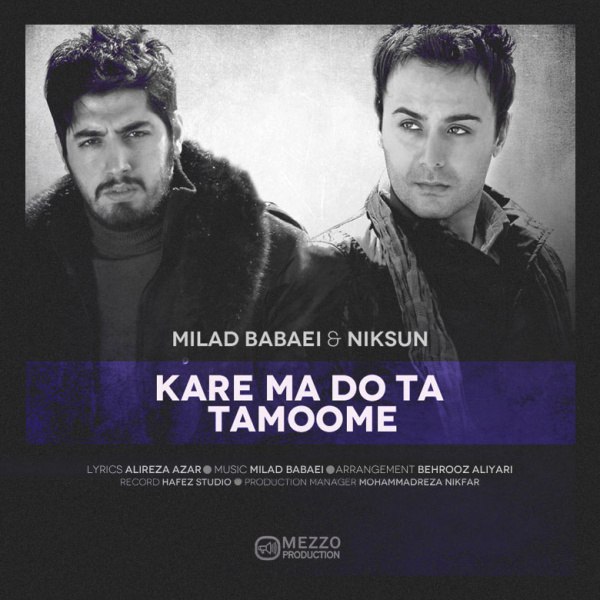 MILAD BABAEI & NIKSUN
KARE MA DO TA
TAMOOME
LYRICS ALIREZA AZAR ● MUSIC MILAD BABAEI ● ARRANGEMENT BEHROOZ ALIYARI
RECORD HAFEZ STUDIO ● PRODUCTION MANAGER MOHAMMADREZA NIKFAR
MEZZO
PRODUCTION